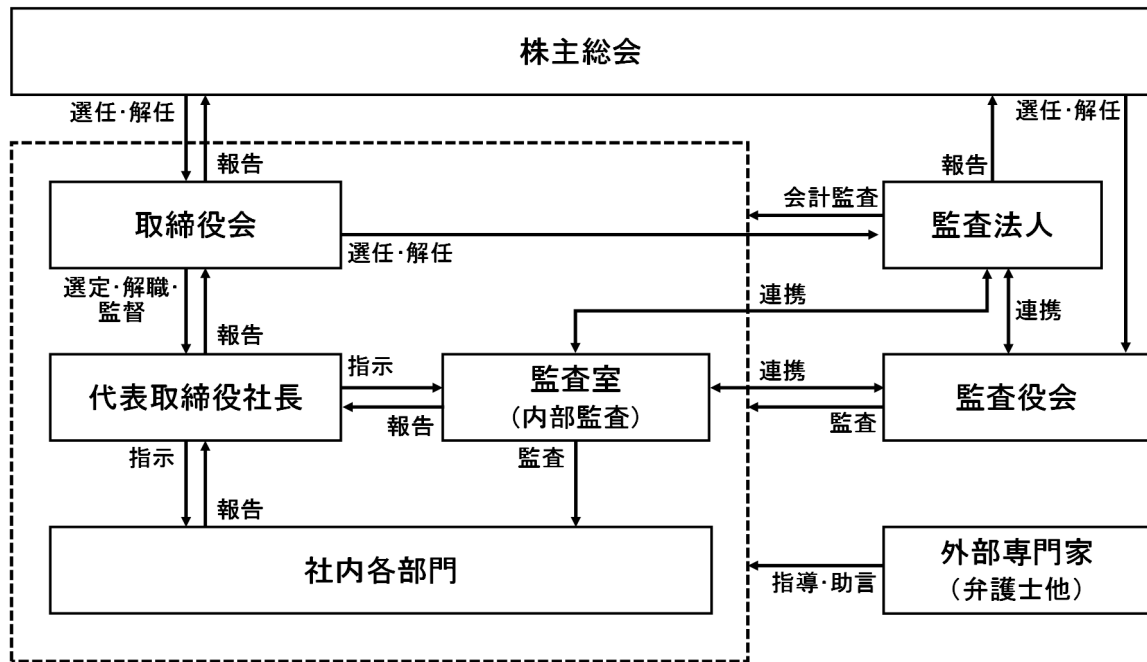 株主総会
選任・解任
報告
選任・解任
報告
取締役会
会計監査
監査法人
選任・解任
選定・解職・
監督
報告
連携
連携
代表取締役社長
指示
報告
監査室
（内部監査）
連携
監査
監査役会
指示
報告
監査
社内各部門
外部専門家
（弁護士他）
指導・助言